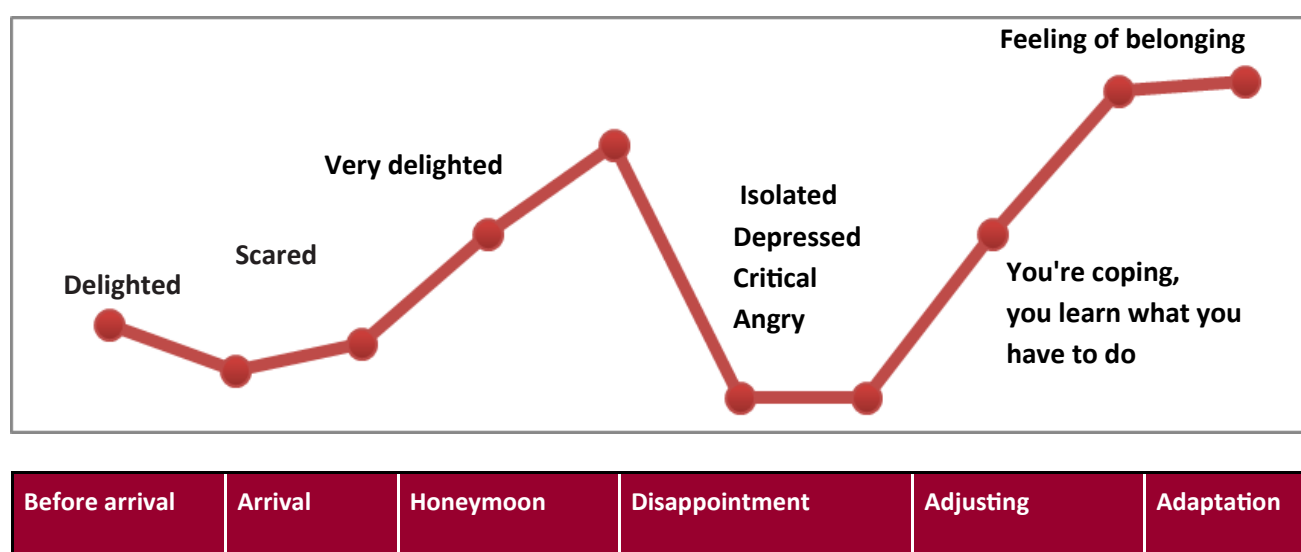 Feeling of belonging
Very delighted
Isolated
Depressed
Critical
Angry
Scared
Delighted
You're coping,
you learn what you
have to do
Before arrival
Arrival
Honeymoon
Disappointment
Adjusting
Adaptation